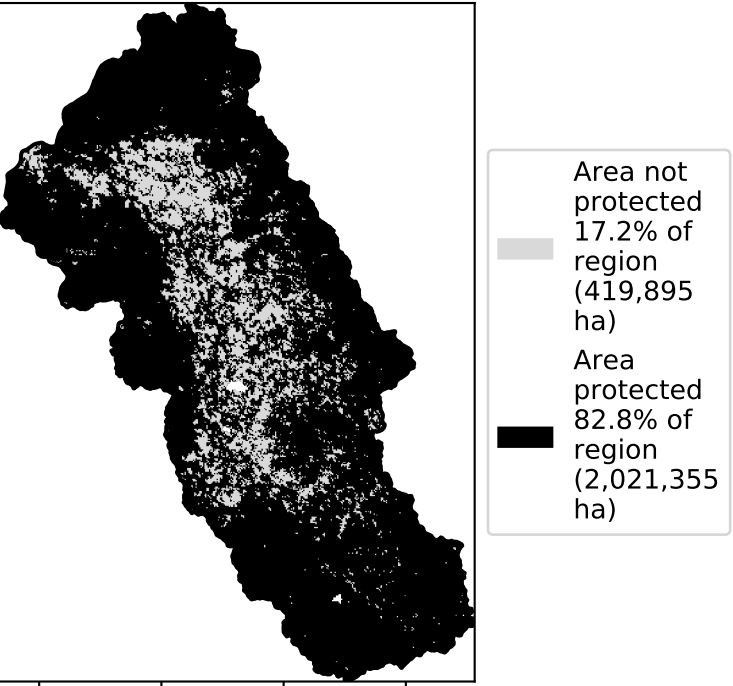 Area not
protected
17.2% of
region
(419,895
ha)
Area
protected
82.8% of
region
(2,021,355
ha)